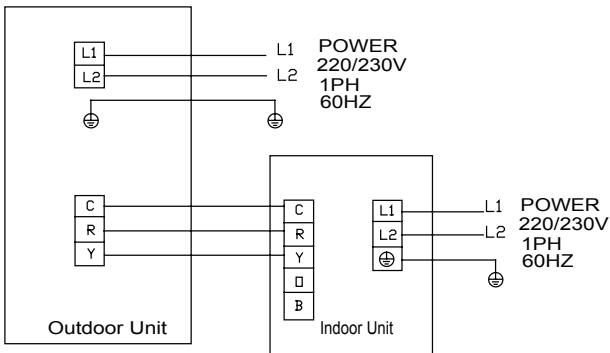 L1 L1 POWER
L2 L2 220/230V
1PH
60HZ
C C L1 L1 POWER
R R L2 L2 220/230V
Y Y 1PH
O 60HZ
B
Outdoor Unit Indoor Unit